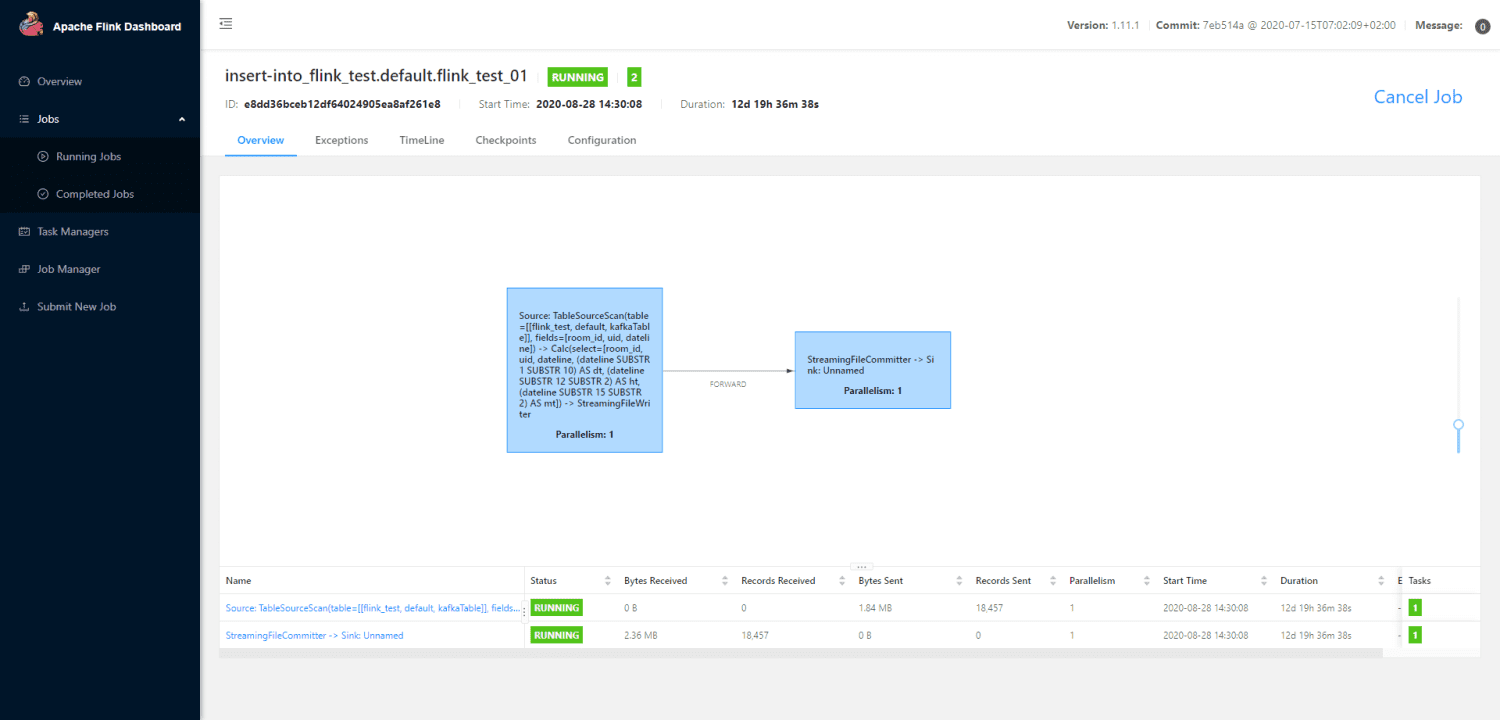 Apache Flink Dashboard
Version: 1.11.1 Commit: 7eb514a @ 2020-07-15T07:02:09+02:00 Message: 0
Overview
Jobs
Running Jobs
Completed Jobs
Task Managers
Job Manager
Submit New Job
insert-into_flink_test.default.flink_test_01 RUNNING 2
ID: e8dd36bceb12df64024905ea8af261e8 Start Time: 2020-08-28 14:30:08 Duration: 12d 19h 36m 38s
Cancel Job
Overview Exceptions TimeLine Checkpoints Configuration
Source: TableSourceScan(table
=[[flink_test, default, kafkaTabl
e]], fields=[room_id, uid, dateli
ne]) -> Calc(select=[room_id,
uid, dateline, (dateline SUBSTR
1 SUBSTR 10) AS dt, (dateline
SUBSTR 12 SUBSTR 2) AS ht,
(dateline SUBSTR 15 SUBSTR
2) AS mt]) -> StreamingFileWri
ter
Parallelism: 1
FORWARD
StreamingFileCommitter -> Si
nk: Unnamed
Parallelism: 1
Name Status Bytes Received Records Received Bytes Sent Records Sent Parallelism Start Time Duration E Tasks
Source: TableSourceScan(table=[[flink_test, default, kafkaTable]], fields... RUNNING 0 B 0 1.84 MB 18,457 1 2020-08-28 14:30:08 12d 19h 36m 38s - 1
StreamingFileCommitter -> Sink: Unnamed RUNNING 2.36 MB 18,457 0 B 0 1 2020-08-28 14:30:08 12d 19h 36m 38s - 1